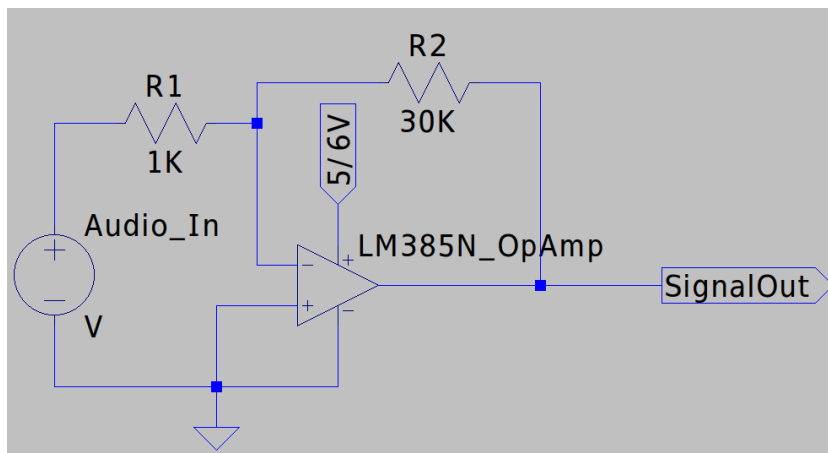 R2
R1
30K
1K
5/6V
Audio_In
LM385N_OpAmp
+
-
+
+
-
-
SignalOut
V